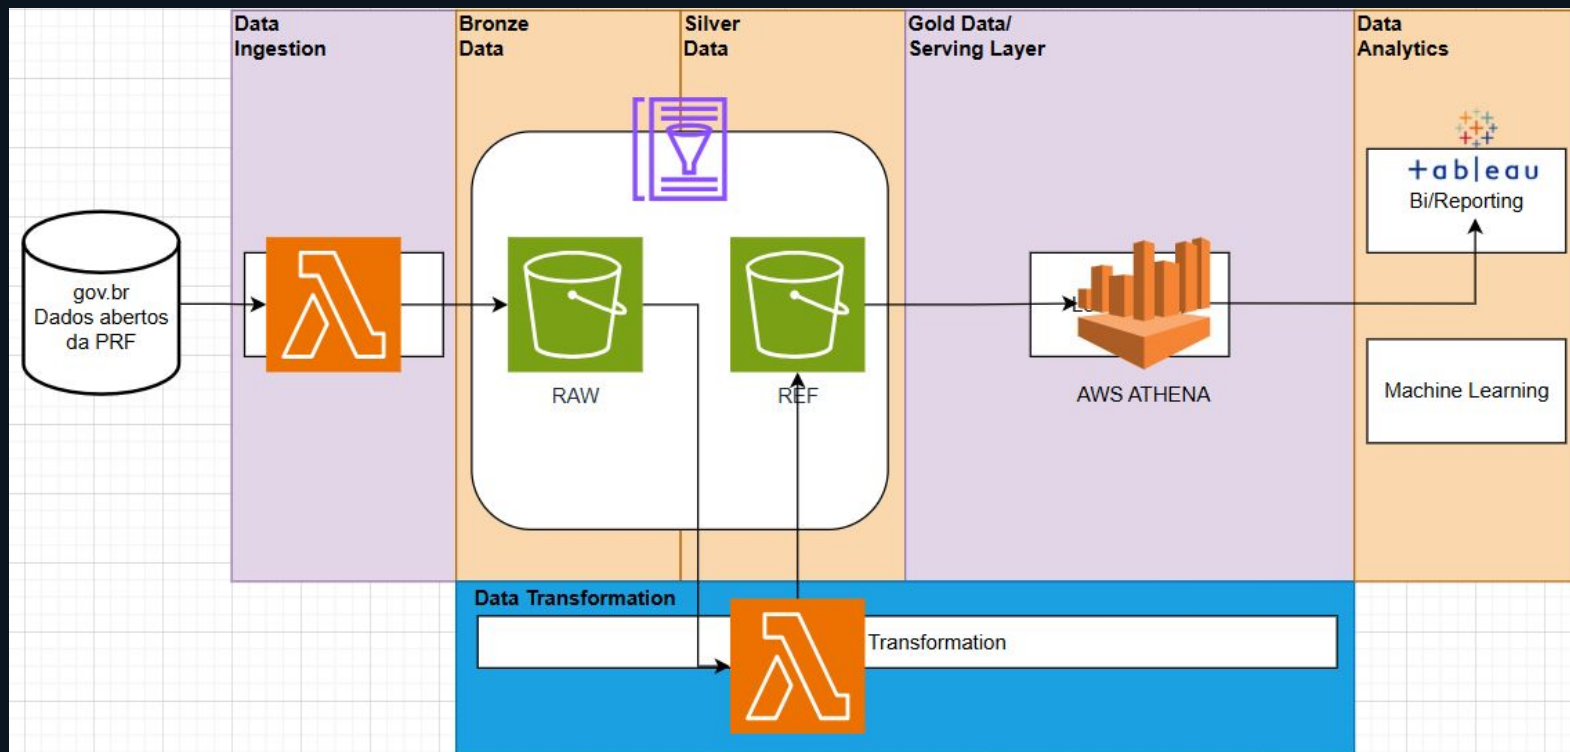 Data
Ingestion
Bronze
Data
Silver
Data
Gold Data/
Serving Layer
Data
Analytics
gov.br
Dados abertos
da PRF
RAW
REF
AWS ATHENA
+ableau
Bi/Reporting
Machine Learning
Data Transformation
Transformation